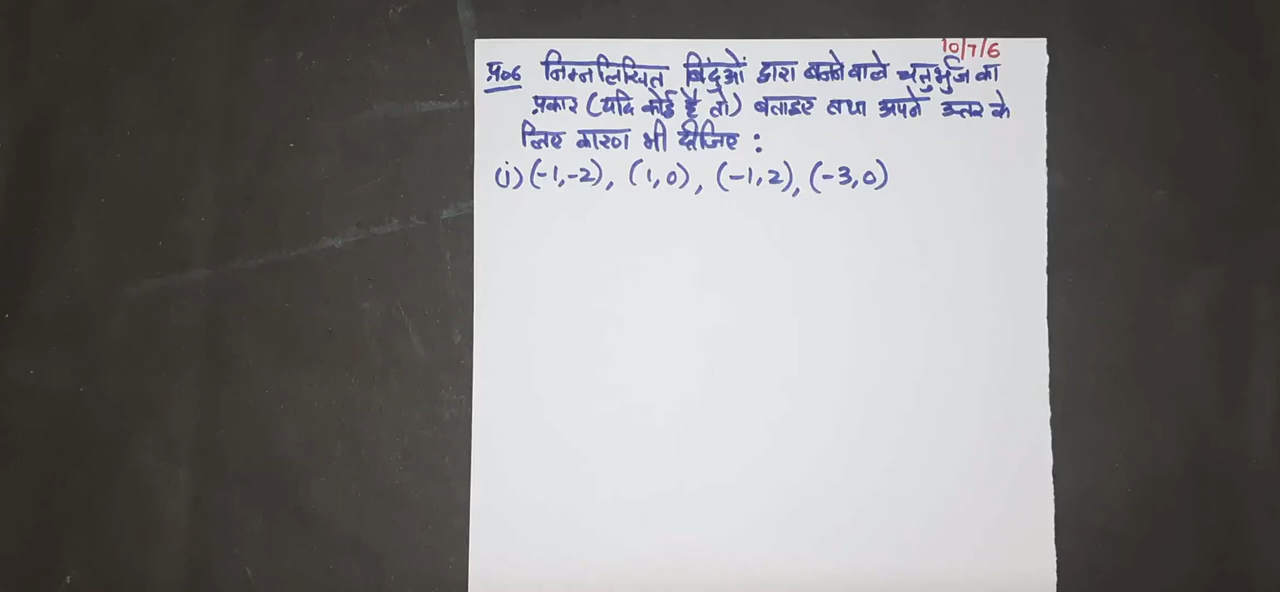 10/7/6
प्र०6 निम्नलिखित बिंदुओं द्वारा बनने वाले चतुर्भुज का
प्रकार (यदि कोई है तो) बताइए तथा अपने उत्तर के
लिए कारण भी दीजिए :
(i) (-1,-2), (1,0), (-1,2), (-3,0)